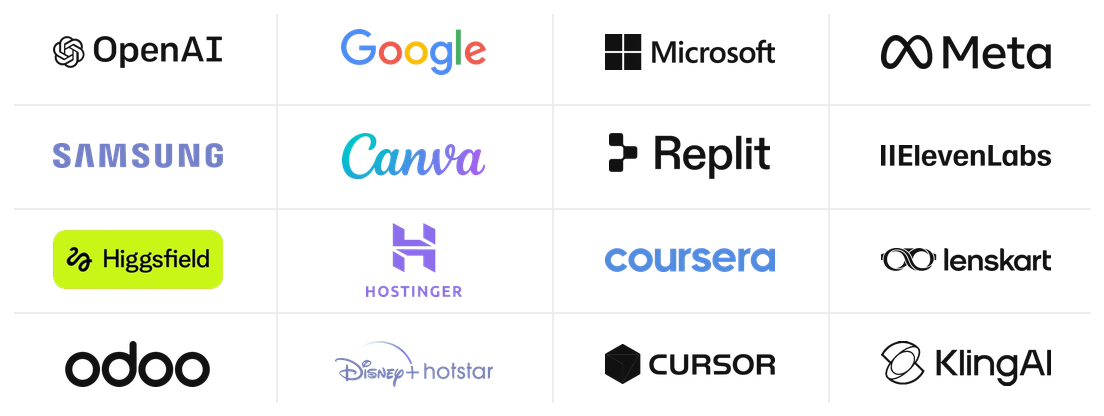 OpenAI
Google
Microsoft
Meta
SAMSUNG
Canva
Replit
IIElevenLabs
Higgsfield
HOSTINGER
coursera
lenskart
odoo
Disney+ hotstar
CURSOR
KlingAI